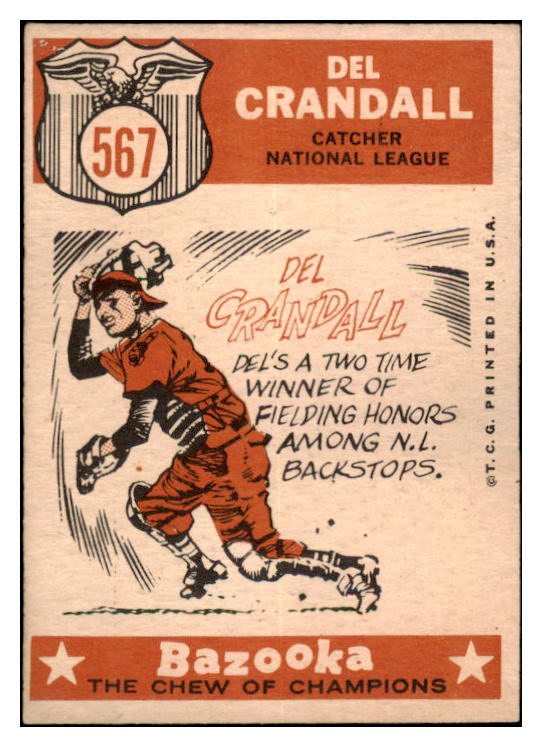 567
DEL
CRANDALL
CATCHER
NATIONAL LEAGUE
DEL
CRANDALL
DEL'S A TWO TIME
WINNER OF
FIELDING HONORS
AMONG N.L.
BACKSTOPS.
©T.C.G. PRINTED IN U.S.A.
Bazooka
THE CHEW OF CHAMPIONS